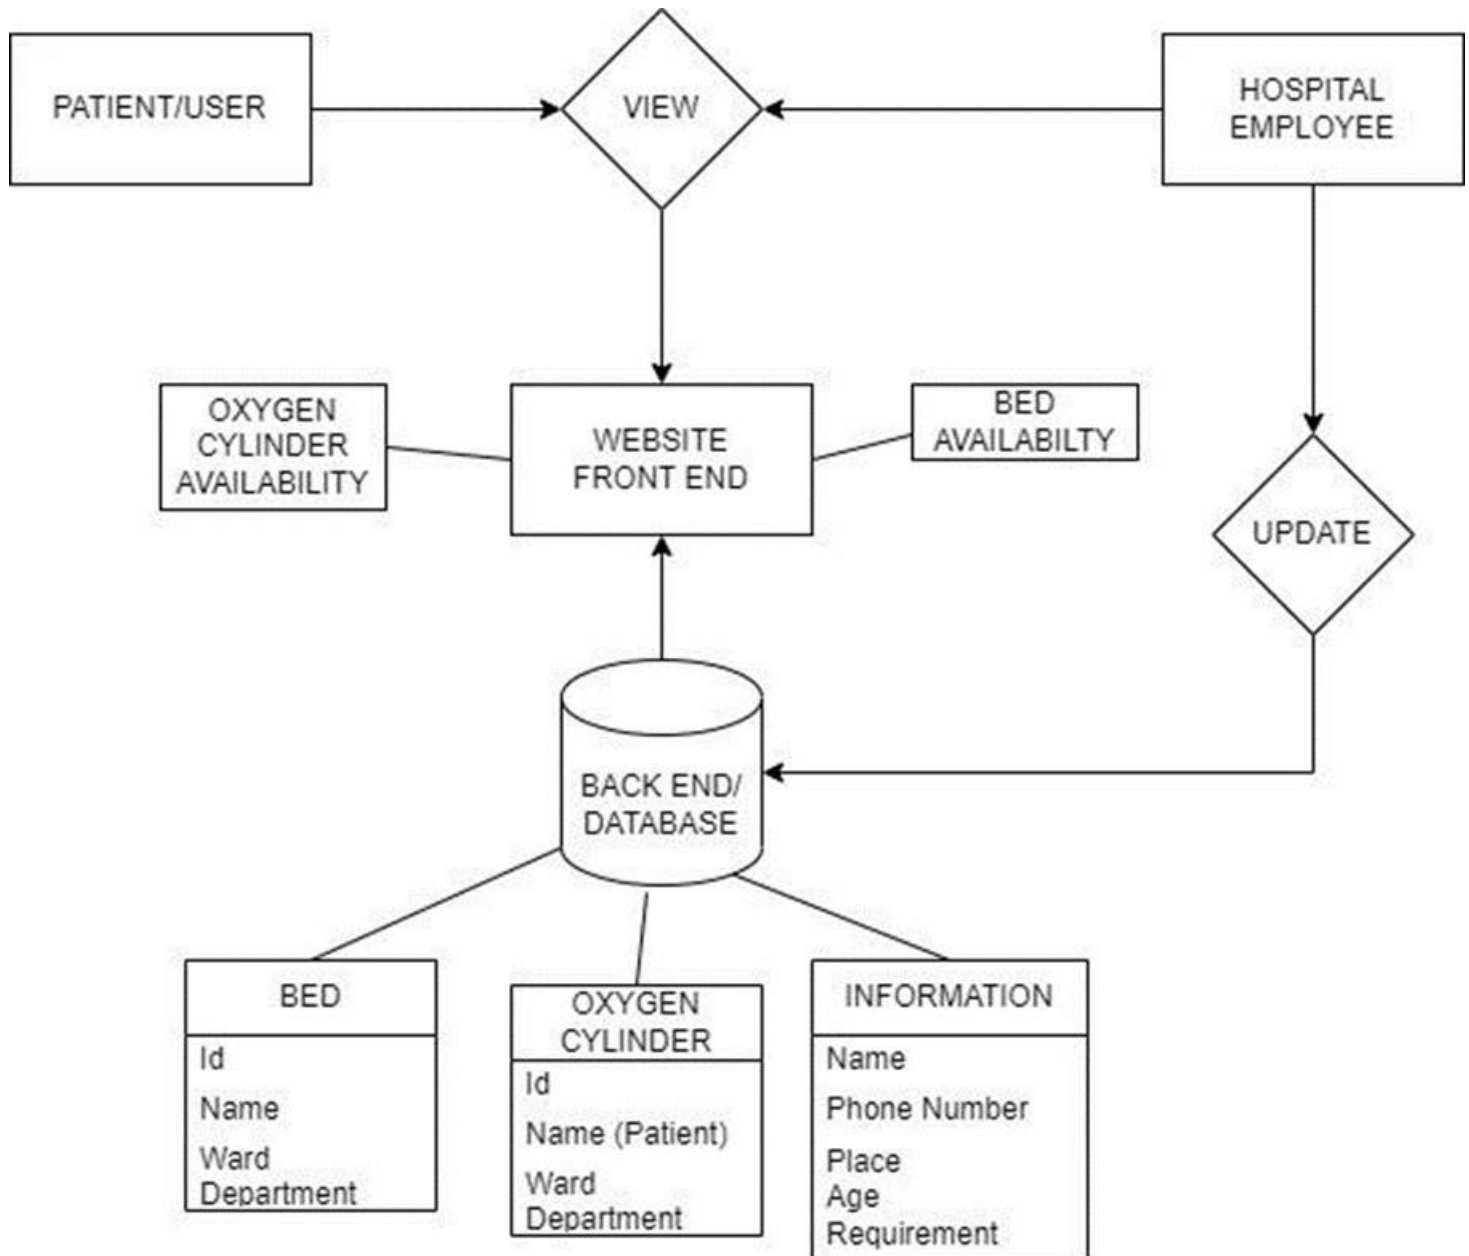 PATIENT/USER
VIEW
HOSPITAL
EMPLOYEE
OXYGEN
CYLINDER
AVAILABILITY
WEBSITE
FRONT END
BED
AVAILABILTY
UPDATE
BACK END/
DATABASE
BED
Id
Name
Ward
Department
OXYGEN
CYLINDER
Id
Name (Patient)
Ward
Department
INFORMATION
Name
Phone Number
Place
Age
Requirement